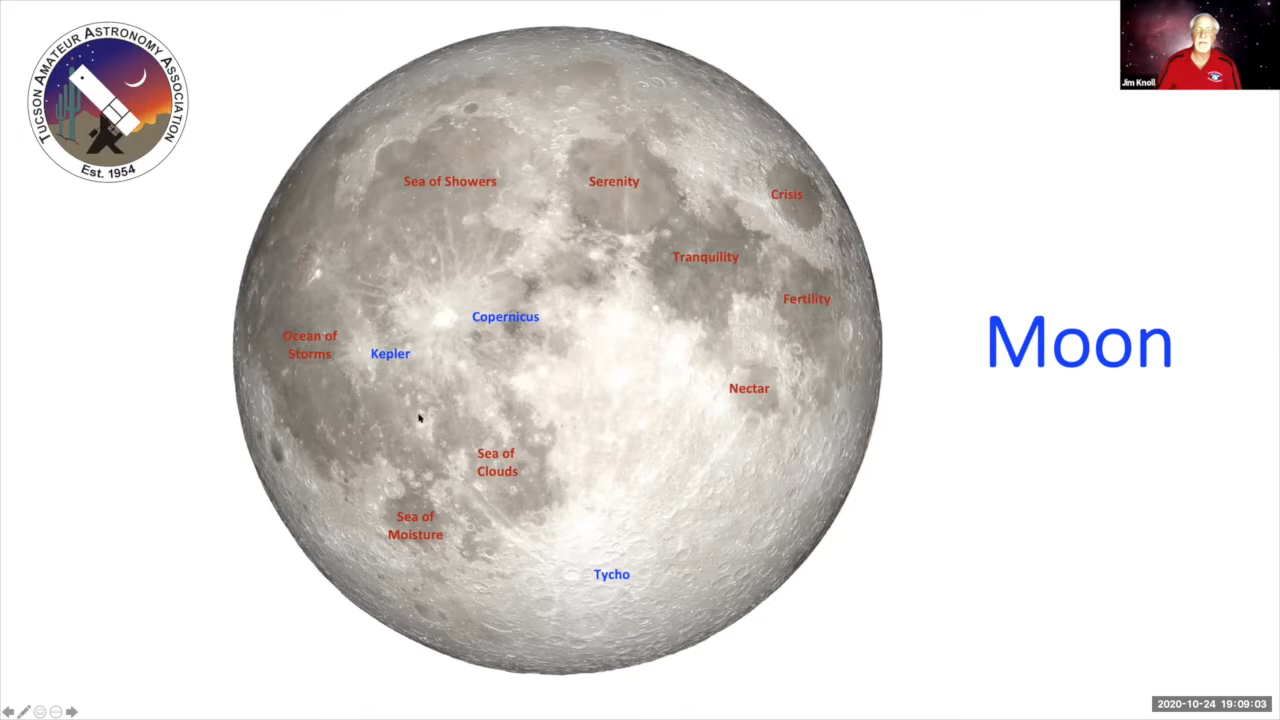 TUCSON AMATEUR ASTRONOMY ASSOCIATION
Est. 1954
Jim Knoll
Sea of Showers
Serenity
Crisis
Tranquility
Fertility
Copernicus
Ocean of
Storms
Kepler
Moon
Nectar
Sea of
Clouds
Sea of
Moisture
Tycho
2020-10-24 19:09:03